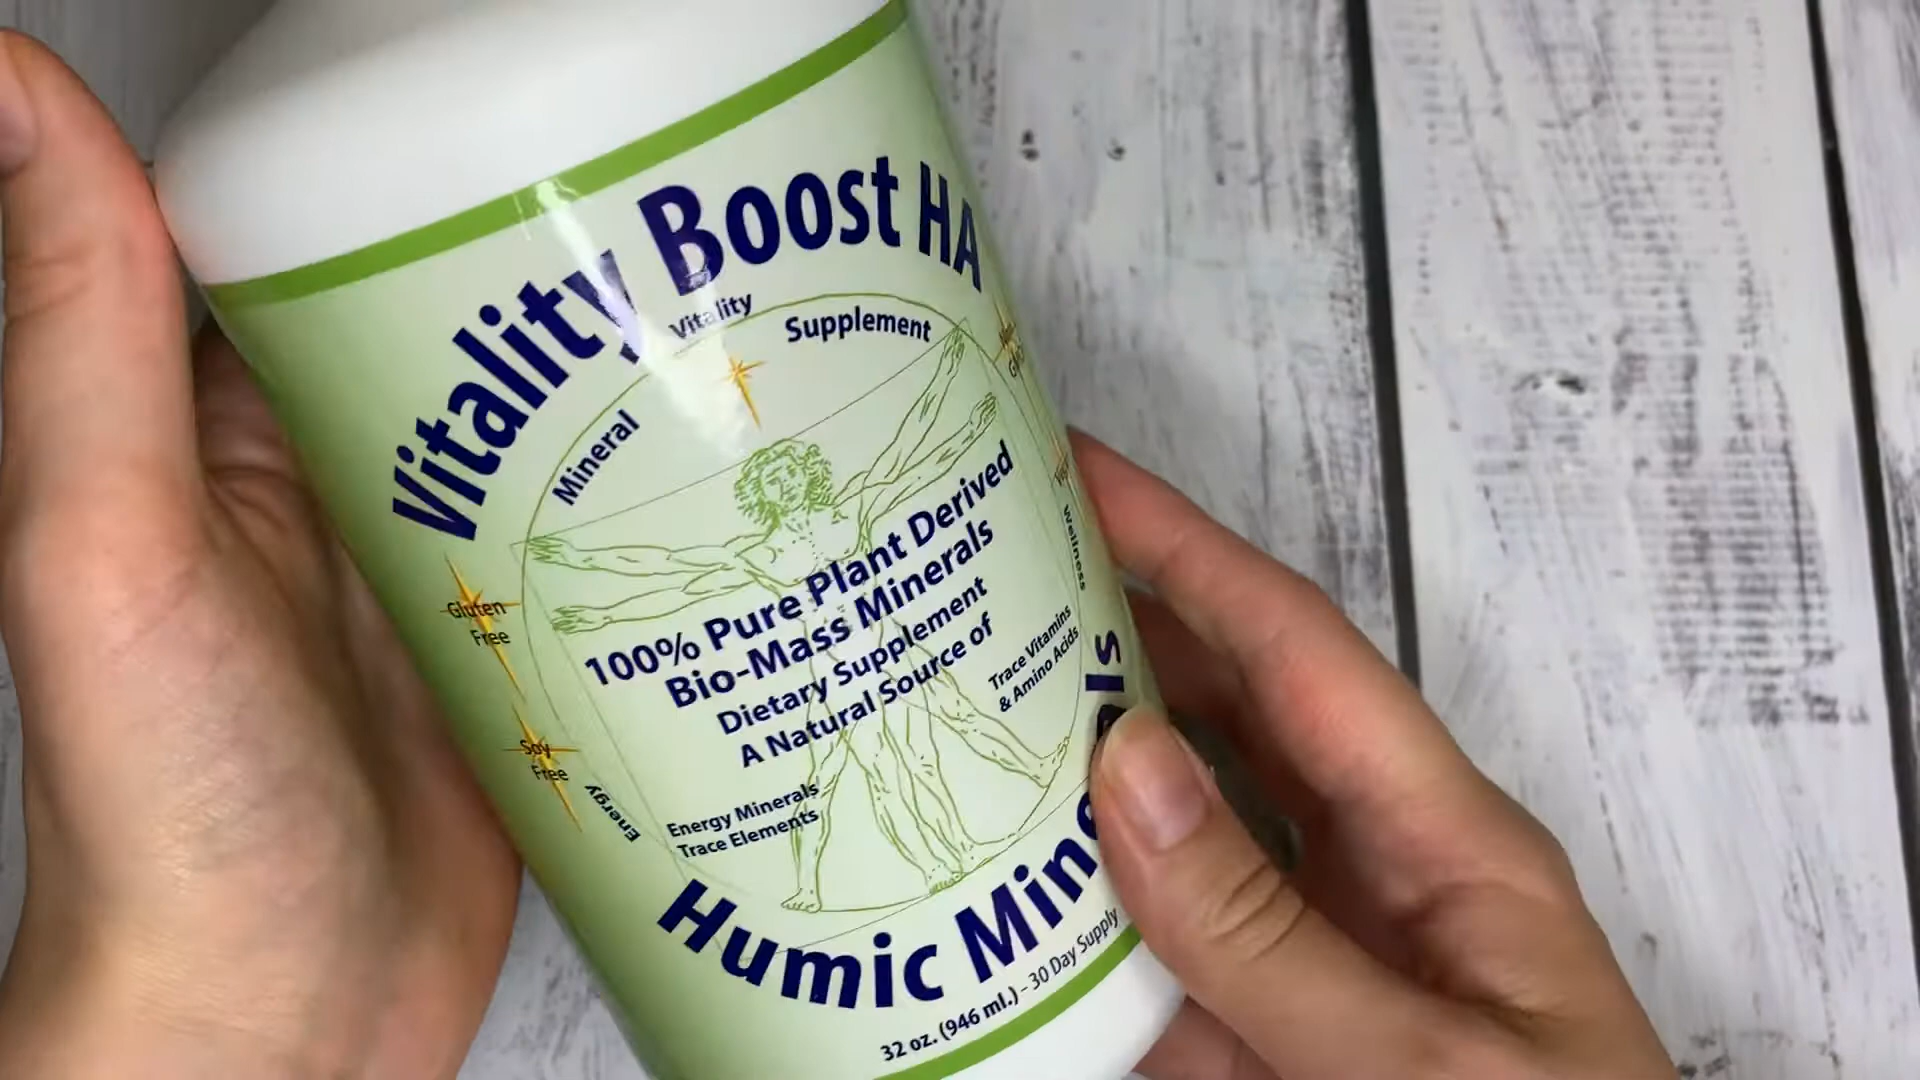 Vitality Boost HA
Mineral
Vitality
Supplement
Gluten
Free
Soy
Free
Energy
Wellness
100% Pure Plant Derived
Bio-Mass Minerals
Dietary Supplement
A Natural Source of
Trace Vitamins
& Amino Acids
Energy Minerals
Trace Elements
Humic
32 oz. (946 ml.) – 30 Day Supply